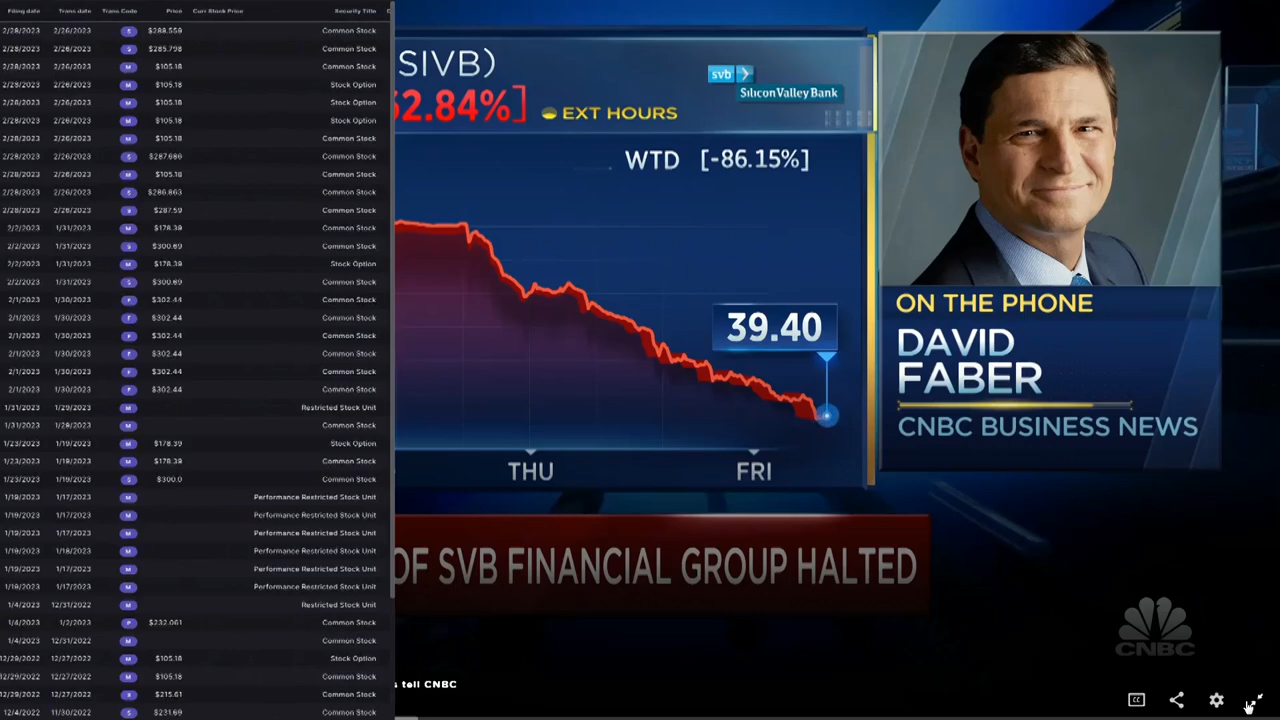 Filing date Trans date Trans Code Price Curr Stock Price Security Title
2/28/2023 2/26/2023 S $288.559 Common Stock
2/28/2023 2/26/2023 S $285.798 Common Stock
2/28/2023 2/26/2023 M $105.18 Common Stock
2/28/2023 2/26/2023 M $105.18 Stock Option
2/28/2023 2/26/2023 M $105.18 Stock Option
2/28/2023 2/26/2023 M $105.18 Stock Option
2/28/2023 2/26/2023 M $105.18 Common Stock
2/28/2023 2/26/2023 S $287.686 Common Stock
2/28/2023 2/26/2023 M $105.18 Common Stock
2/28/2023 2/26/2023 S $286.863 Common Stock
2/28/2023 2/26/2023 S $287.59 Common Stock
2/2/2023 1/31/2023 M $178.39 Common Stock
2/2/2023 1/31/2023 S $300.69 Common Stock
2/2/2023 1/31/2023 M $178.39 Stock Option
2/2/2023 1/31/2023 S $300.69 Common Stock
2/1/2023 1/30/2023 F $302.44 Common Stock
2/1/2023 1/30/2023 F $302.44 Common Stock
2/1/2023 1/30/2023 F $302.44 Common Stock
2/1/2023 1/30/2023 F $302.44 Common Stock
2/1/2023 1/30/2023 F $302.44 Common Stock
2/1/2023 1/30/2023 F $302.44 Common Stock
1/31/2023 1/29/2023 M Restricted Stock Unit
1/31/2023 1/29/2023 M Common Stock
1/23/2023 1/19/2023 M $178.39 Stock Option
1/23/2023 1/19/2023 M $178.39 Common Stock
1/23/2023 1/19/2023 S $300.0 Common Stock
1/19/2023 1/17/2023 M Performance Restricted Stock Unit
1/19/2023 1/17/2023 M Performance Restricted Stock Unit
1/19/2023 1/17/2023 M Performance Restricted Stock Unit
1/19/2023 1/18/2023 M Performance Restricted Stock Unit
1/19/2023 1/17/2023 M Performance Restricted Stock Unit
1/19/2023 1/17/2023 M Performance Restricted Stock Unit
1/4/2023 12/31/2022 M Restricted Stock Unit
1/4/2023 1/2/2023 F $232.061 Common Stock
1/4/2023 12/31/2022 M Common Stock
12/29/2022 12/27/2022 M $105.18 Stock Option
12/29/2022 12/27/2022 M $105.18 Common Stock
12/29/2022 12/27/2022 S $215.61 Common Stock
12/4/2022 11/30/2022 S $231.69 Common Stock
SIVB)
62.84%]
EXT HOURS
svb
Silicon Valley Bank
WTD [-86.15%]
39.40
THU FRI
ON THE PHONE
DAVID
FABER
CNBC BUSINESS NEWS
OF SVB FINANCIAL GROUP HALTED
s tell CNBC
CNBC
CC